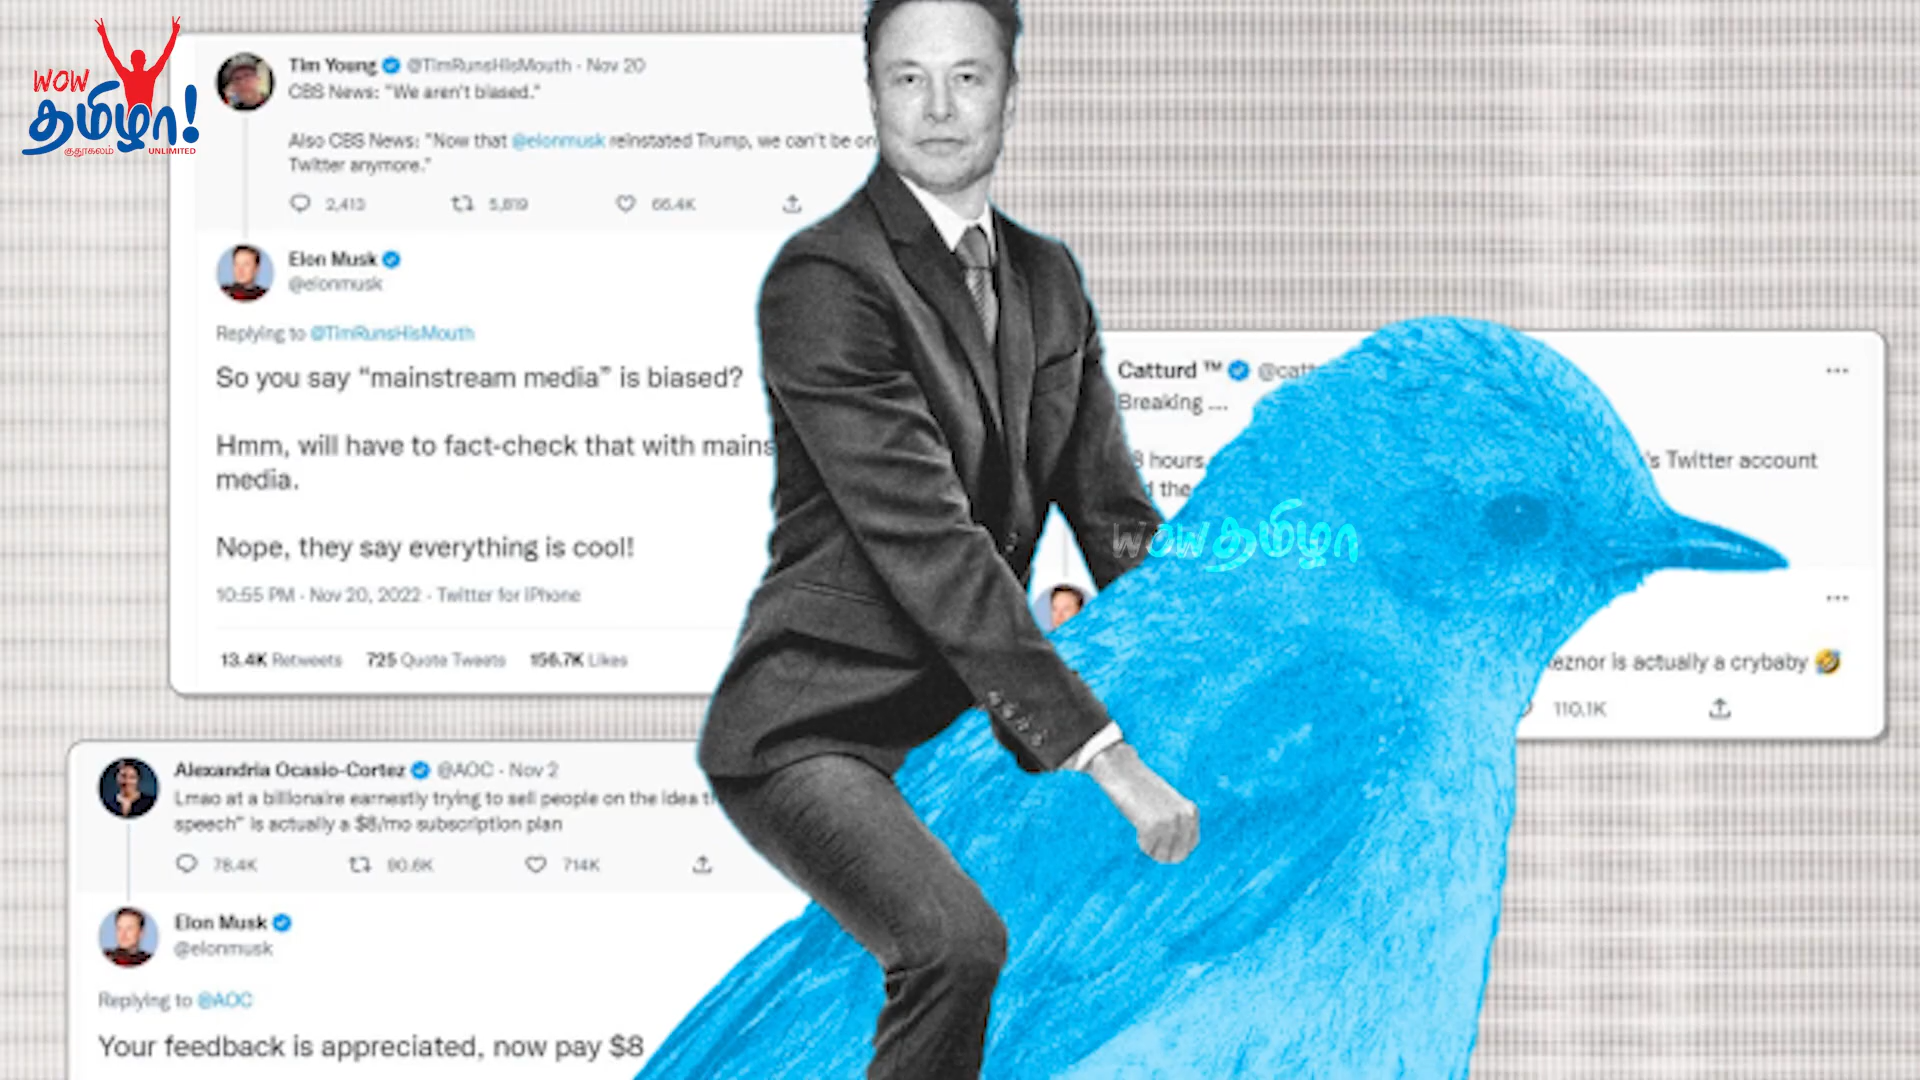 wow
தமிழா!
குதூகலம் UNLIMITED
Tim Young @TimRunsHisMouth · Nov 20
CBS News: "We aren't biased."
Also CBS News: "Now that @elonmusk reinstated Trump, we can't be on
Twitter anymore."
2,413 5,819 66.4K
Elon Musk
@elonmusk
Replying to @TimRunsHisMouth
So you say “mainstream media” is biased?
Hmm, will have to fact-check that with mains
media.
Nope, they say everything is cool!
10:55 PM · Nov 20, 2022 · Twitter for iPhone
13.4K Retweets 725 Quote Tweets 156.7K Likes
Catturd ™ @catt
Breaking ....
8 hours 's Twitter account
d the
wow தமிழா
eznor is actually a crybaby 🤣
110.1K
Alexandria Ocasio-Cortez @AOC · Nov 2
Lmao at a billionaire earnestly trying to sell people on the idea th
speech” is actually a $8/mo subscription plan
78.4K 90.6K 714K
Elon Musk
@elonmusk
Replying to @AOC
Your feedback is appreciated, now pay $8